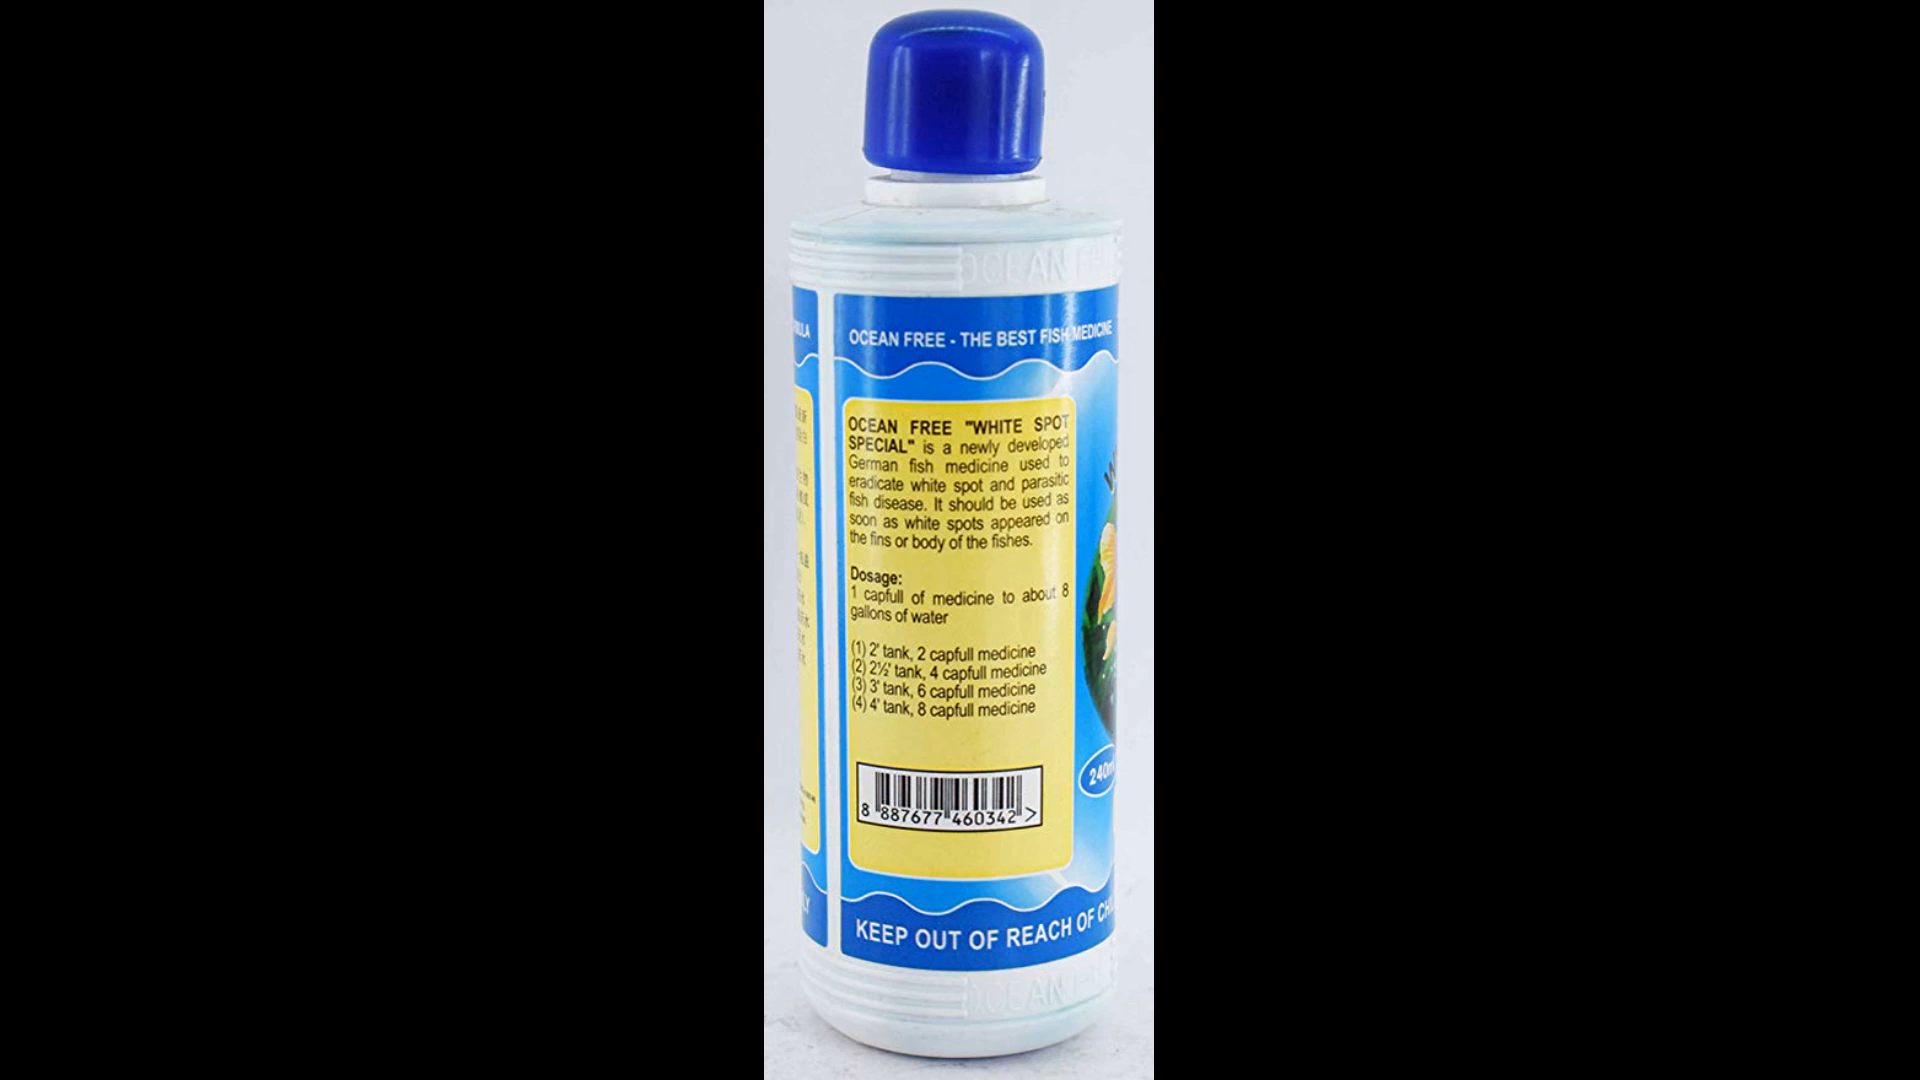 OCEAN FREE - THE BEST FISH MEDICINE
OCEAN FREE "WHITE SPOT
SPECIAL" is a newly developed
German fish medicine used to
eradicate white spot and parasitic
fish disease. It should be used as
soon as white spots appeared on
the fins or body of the fishes.
Dosage:
1 capfull of medicine to about 8
gallons of water
(1) 2' tank, 2 capfull medicine
(2) 2½' tank, 4 capfull medicine
(3) 3' tank, 6 capfull medicine
(4) 4' tank, 8 capfull medicine
240m
8 887677 460342 >
KEEP OUT OF REACH OF
OCEAN
OCEAN